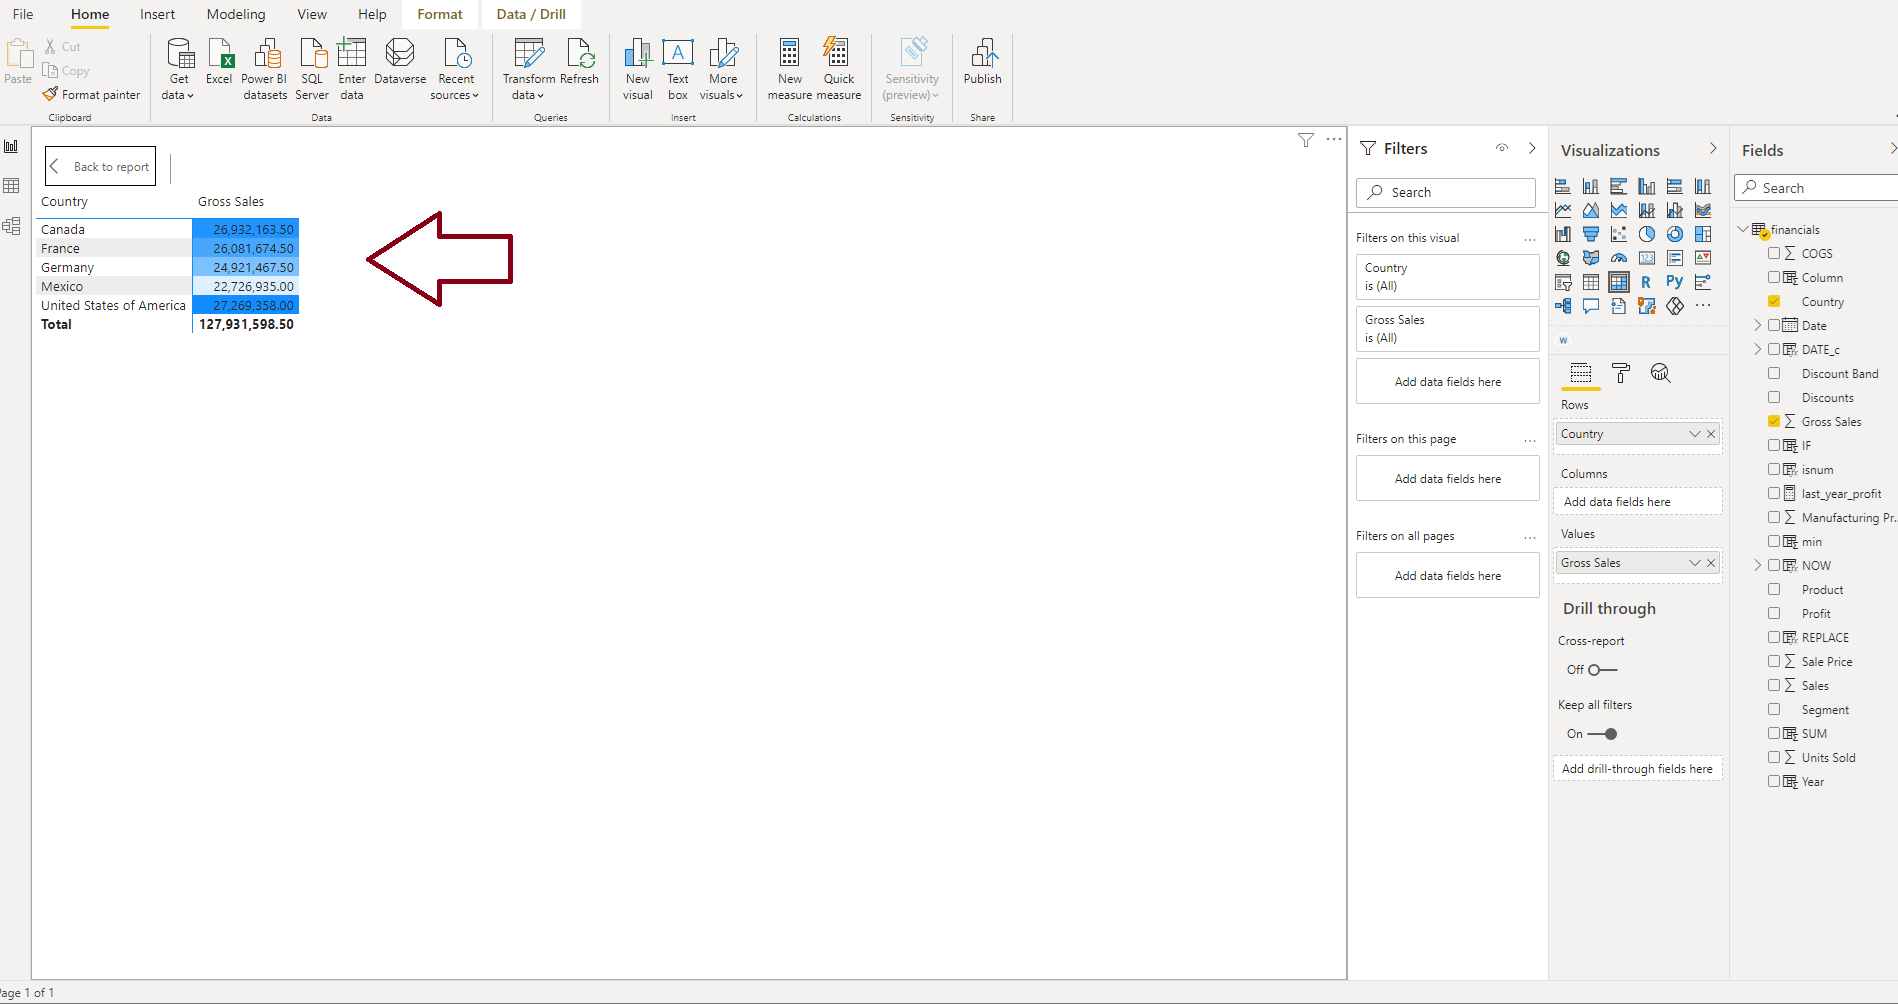 File Home Insert Modeling View Help Format Data / Drill
Paste
Cut
Copy
Format painter
Clipboard
Get data
Excel
Power BI datasets
SQL Server
Enter data
Dataverse
Recent sources
Data
Transform data
Refresh
Queries
New visual
A
Text box
More visuals
Insert
New measure
Quick measure
Calculations
Sensitivity (preview)
Sensitivity
Publish
Share
Back to report
Country Gross Sales
Canada 26,932,163.50
France 26,081,674.50
Germany 24,921,467.50
Mexico 22,726,935.00
United States of America 27,269,358.00
Total 127,931,598.50
Filters
Search
Filters on this visual ...
Country
is (All)
Gross Sales
is (All)
Add data fields here
Filters on this page ...
Add data fields here
Filters on all pages ...
Add data fields here
Visualizations
123
R Py
...
W
Rows
Country
Columns
Add data fields here
Values
Gross Sales
Drill through
Cross-report
Off
Keep all filters
On
Add drill-through fields here
Fields
Search
financials
COGS
Column
Country
Date
DATE_c
Discount Band
Discounts
Gross Sales
IF
isnum
last_year_profit
Manufacturing Pr...
min
NOW
Product
Profit
REPLACE
Sale Price
Sales
Segment
SUM
Units Sold
Year
Page 1 of 1